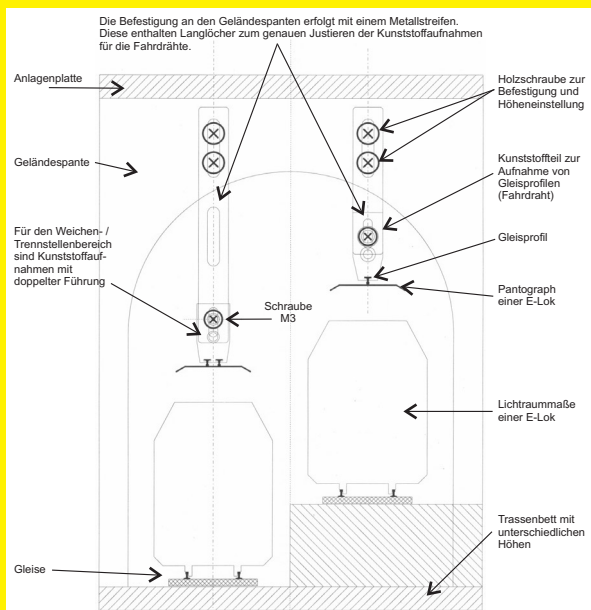 Die Befestigung an den Geländespanten erfolgt mit einem Metallstreifen.
Diese enthalten Langlöcher zum genauen Justieren der Kunststoffaufnahmen
für die Fahrdrähte.
Anlagenplatte
Geländespante
Für den Weichen- /
Trennstellenbereich
sind Kunststoffauf-
nahmen mit
doppelter Führung
Schraube
M3
Gleise
Holzschraube zur
Befestigung und
Höheneinstellung
Kunststoffteil zur
Aufnahme von
Gleisprofilen
(Fahrdraht)
Gleisprofil
Pantograph
einer E-Lok
Lichtraummaße
einer E-Lok
Trassenbett mit
unterschiedlichen
Höhen